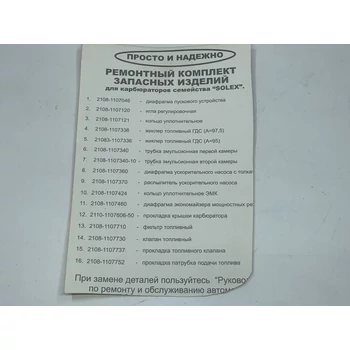 ПРОСТО И НАДЕЖНО
РЕМОНТНЫЙ КОМПЛЕКТ
ЗАПАСНЫХ ИЗДЕЛИЙ
для карбюраторов семейства "SOLEX".
1. 2108-1107046 - диафрагма пускового устройства
2. 2108-1107120 - игла регулировочная
3. 2108-1107121 - кольцо уплотнительное
4. 2108-1107336 - жиклер топливный ГДС (А=97,5)
5. 21083-1107336 - жиклер топливный ГДС (А=95)
6. 2108-1107340 - трубка эмульсионная первой камеры
7. 2108-1107340-10 - трубка эмульсионная второй камеры
8. 2108-1107360 - диафрагма ускорительного насоса с толкат
9. 2108-1107370 - распылитель ускорительного насоса
10. 2108-1107424 - кольцо уплотнительное ЭМК
11. 2108-1107460 - диафрагма экономайзера мощностных ре
12. 2110-1107606-50 - прокладка крышки карбюратора
13. 2108-1107710 - фильтр топливный
14. 2108-1107730 - клапан топливный
15. 2108-1107737 - прокладка топливного клапана
16. 2108-1107752 - прокладка патрубка подачи топлива
При замене деталей пользуйтесь "Руково
по ремонту и обслуживанию автом